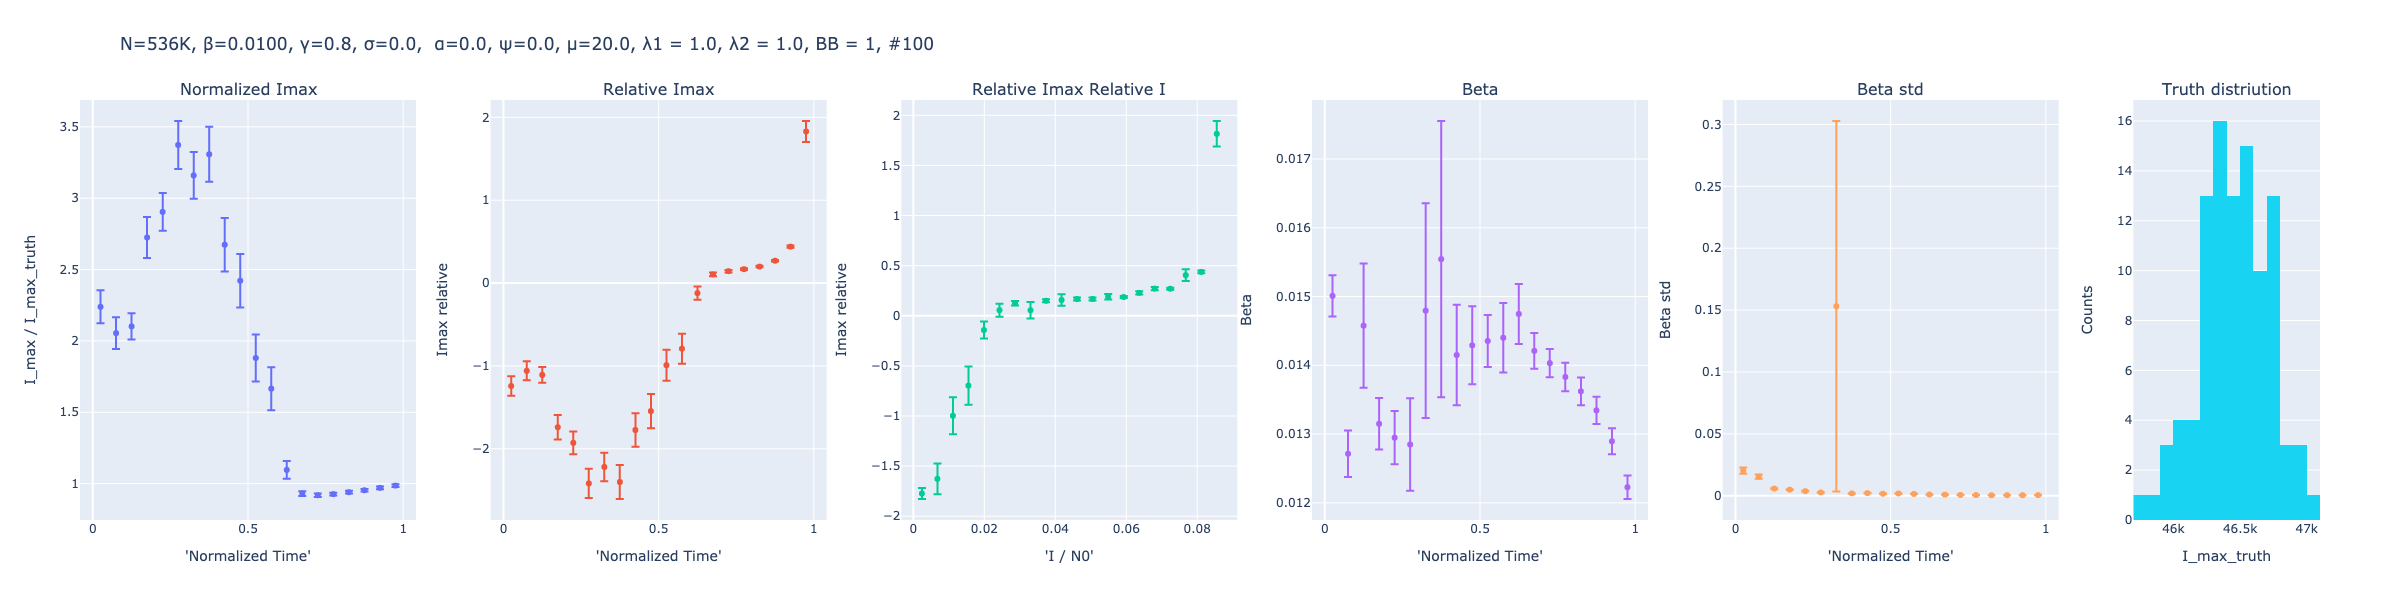 N=536K, β=0.0100, γ=0.8, σ=0.0,  α=0.0, ψ=0.0, μ=20.0, λ1 = 1.0, λ2 = 1.0, BB = 1, #100
Normalized Imax
I_max / I_max_truth
3.5
3
2.5
2
1.5
1
0
0.5
1
'Normalized Time'
Relative Imax
Imax relative
2
1
0
−1
−2
0
0.5
1
'Normalized Time'
Relative Imax Relative I
Imax relative
2
1.5
1
0.5
0
−0.5
−1
−1.5
−2
0
0.02
0.04
0.06
0.08
'I / N0'
Beta
Beta
0.017
0.016
0.015
0.014
0.013
0.012
0
0.5
1
'Normalized Time'
Beta std
Beta std
0.3
0.25
0.2
0.15
0.1
0.05
0
0
0.5
1
'Normalized Time'
Truth distriution
Counts
16
14
12
10
8
6
4
2
0
46k
46.5k
47k
I_max_truth